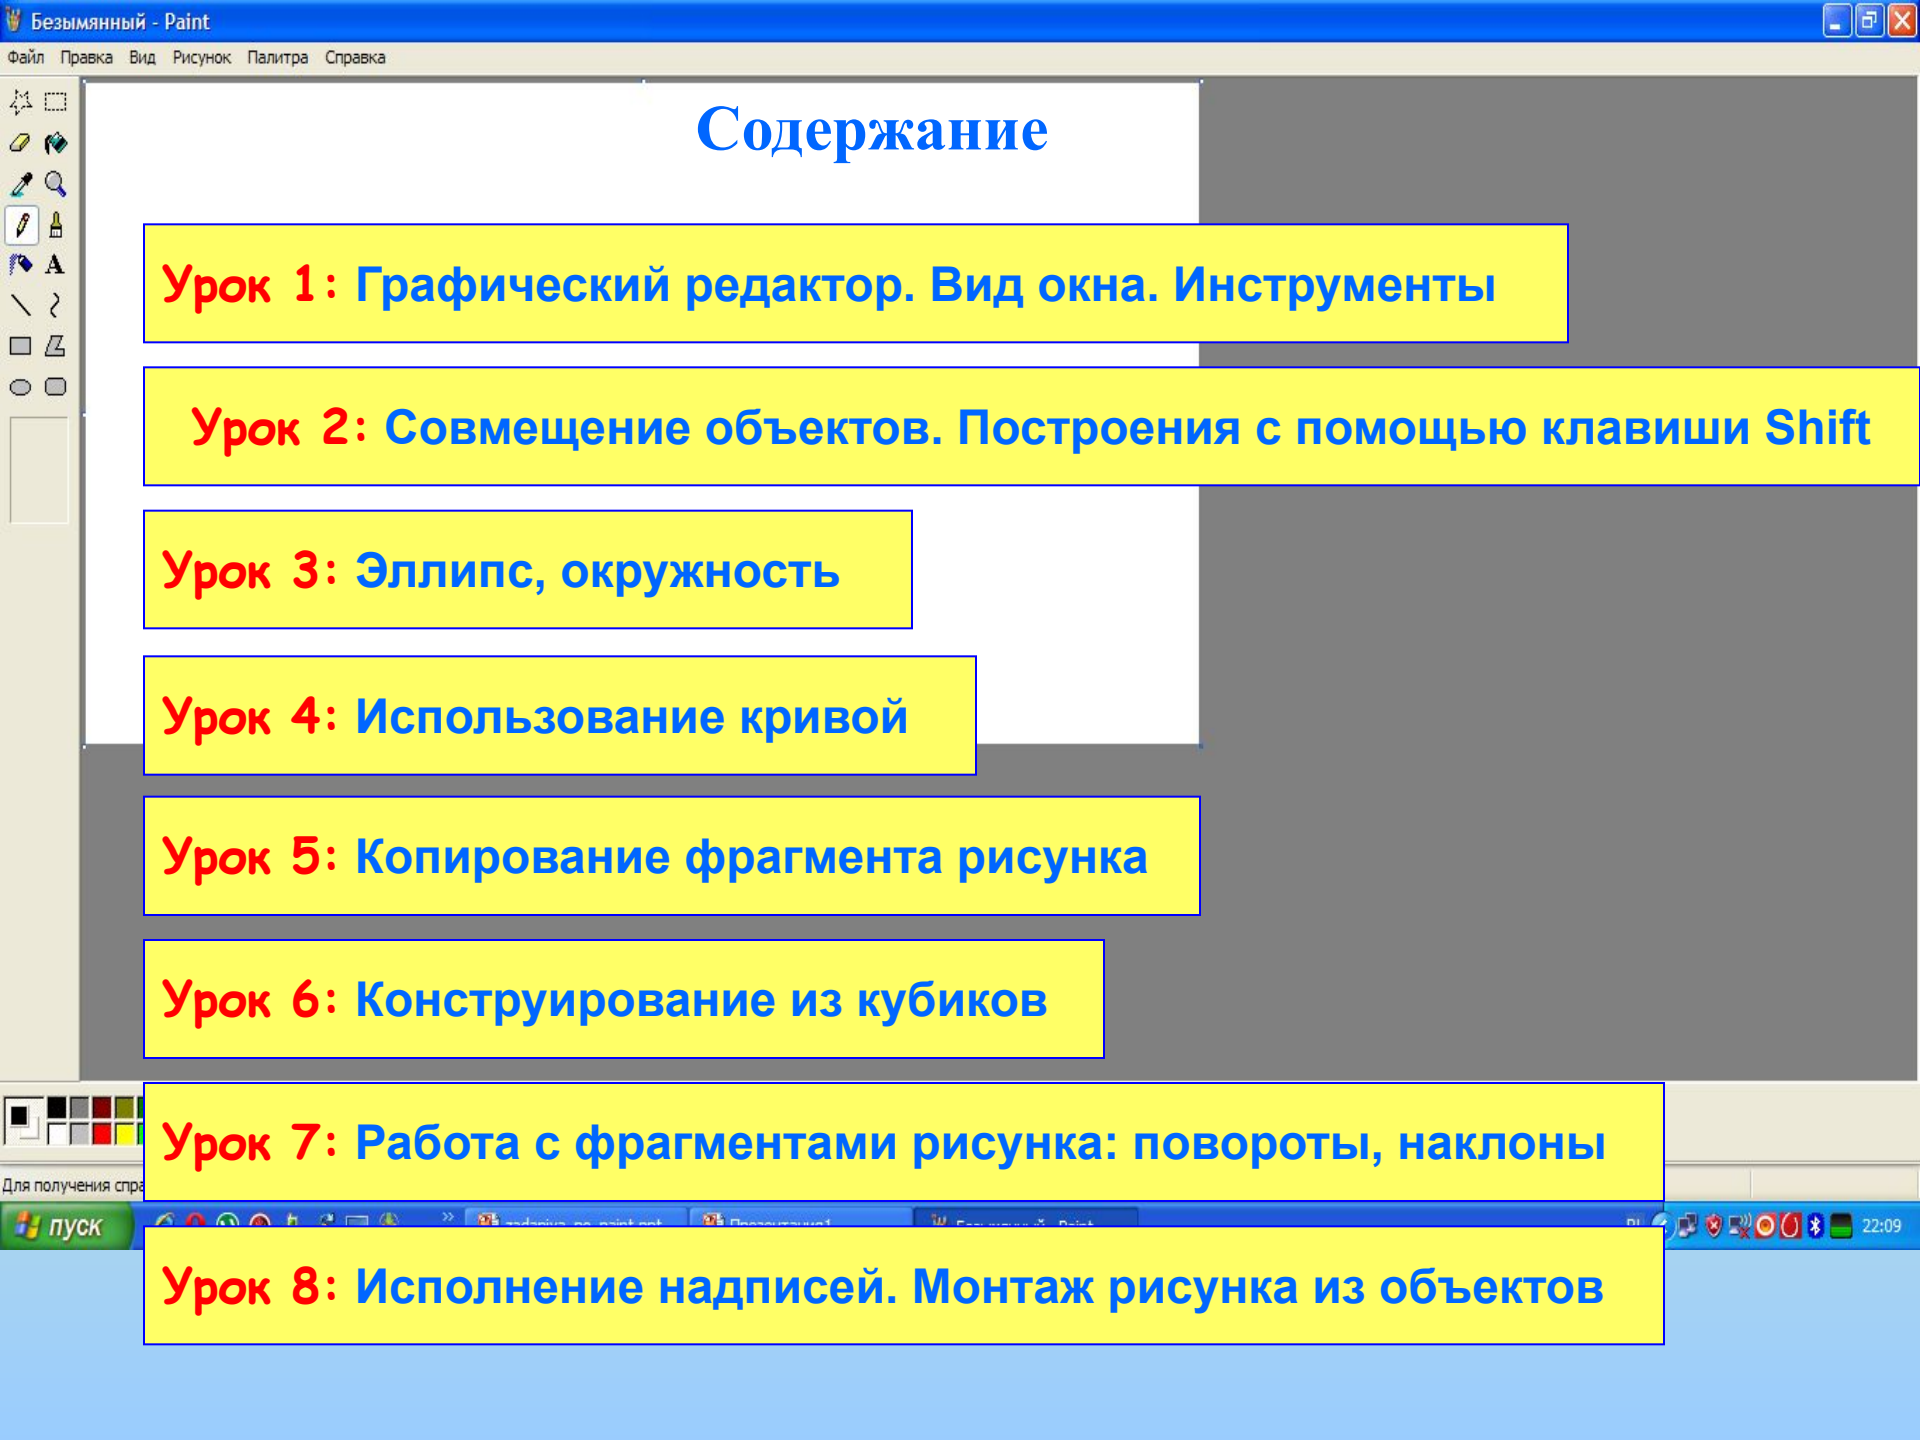 Безымянный - Paint
Файл Правка Вид Рисунок Палитра Справка
Содержание
A
Урок 1: Графический редактор. Вид окна. Инструменты
Урок 2: Совмещение объектов. Построения с помощью клавиши Shift
Урок 3: Эллипс, окружность
Урок 4: Использование кривой
Урок 5: Копирование фрагмента рисунка
Урок 6: Конструирование из кубиков
Урок 7: Работа с фрагментами рисунка: повороты, наклоны
Для получения
пуск
22:09
Урок 8: Исполнение надписей. Монтаж рисунка из объектов